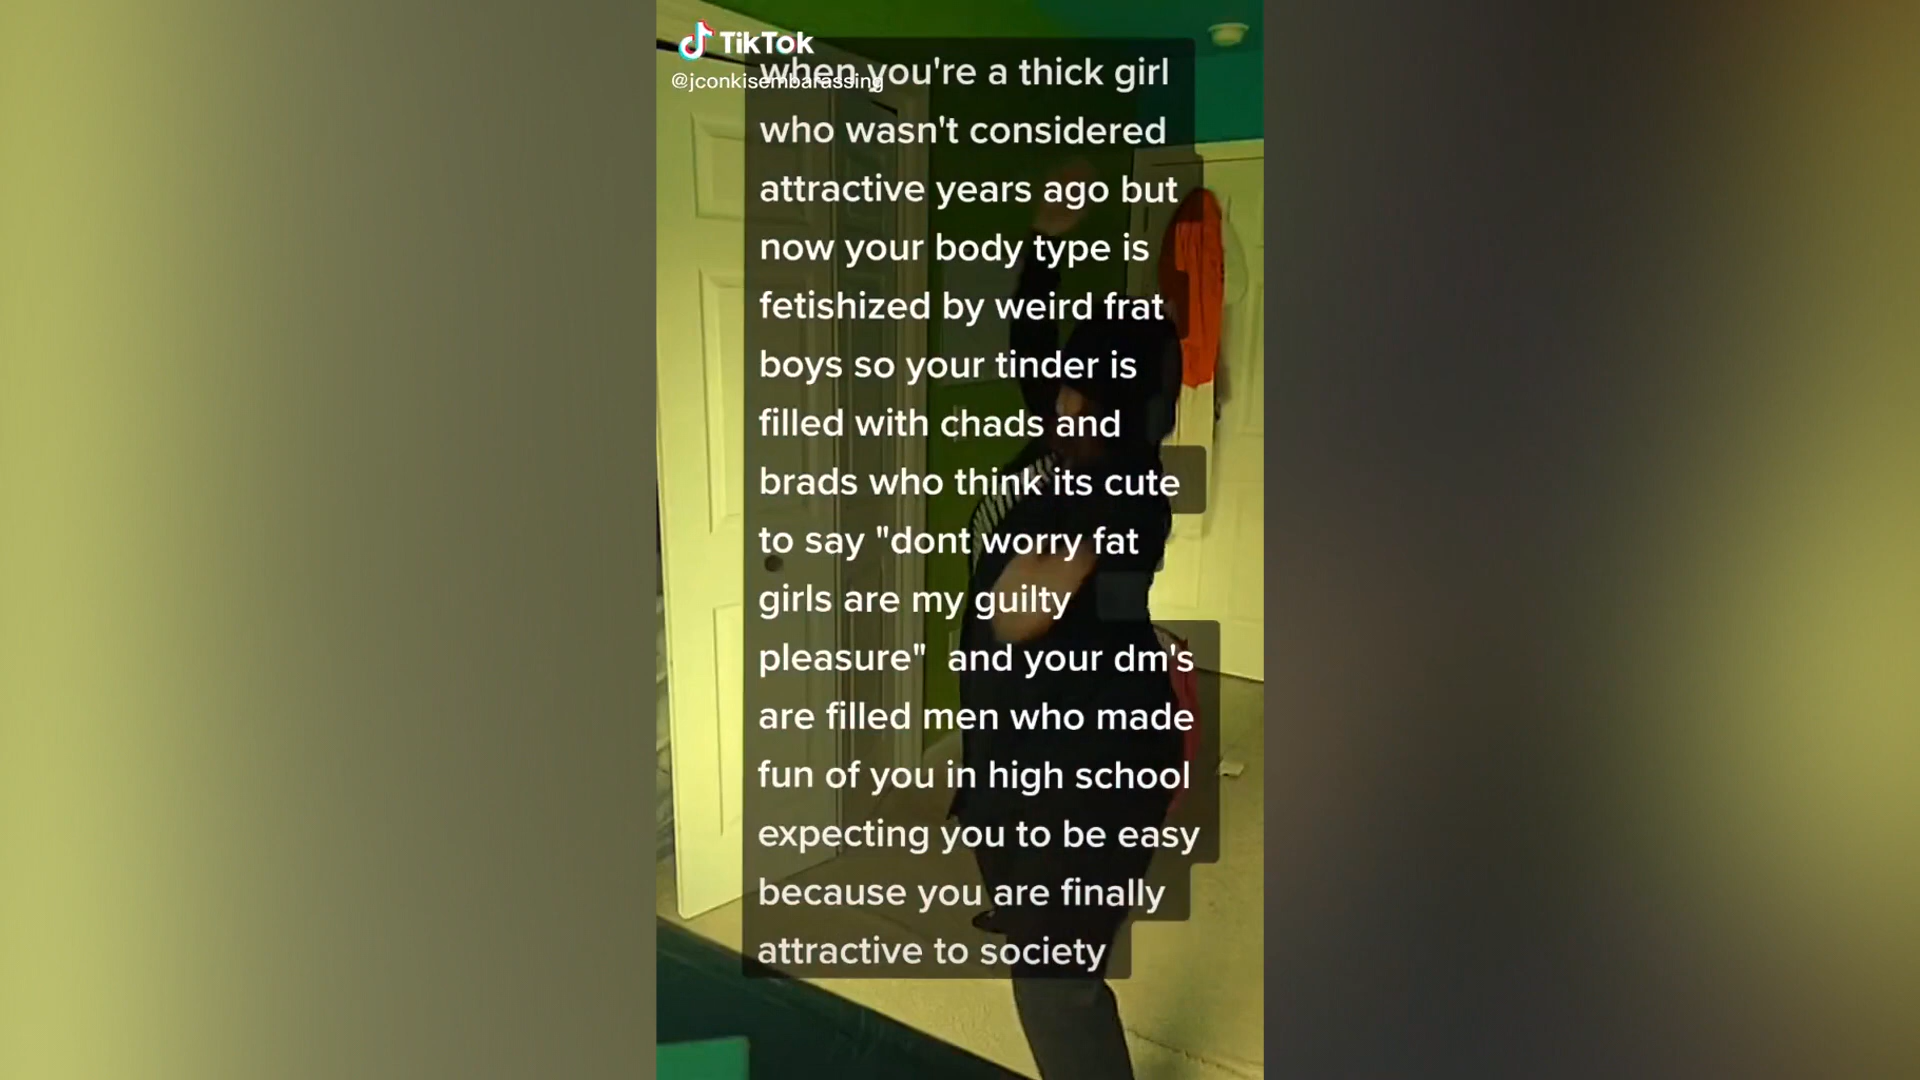 TikTok
@jconkisembarassing
when you're a thick girl
who wasn't considered
attractive years ago but
now your body type is
fetishized by weird frat
boys so your tinder is
filled with chads and
brads who think its cute
to say "dont worry fat
girls are my guilty
pleasure"  and your dm's
are filled men who made
fun of you in high school
expecting you to be easy
because you are finally
attractive to society